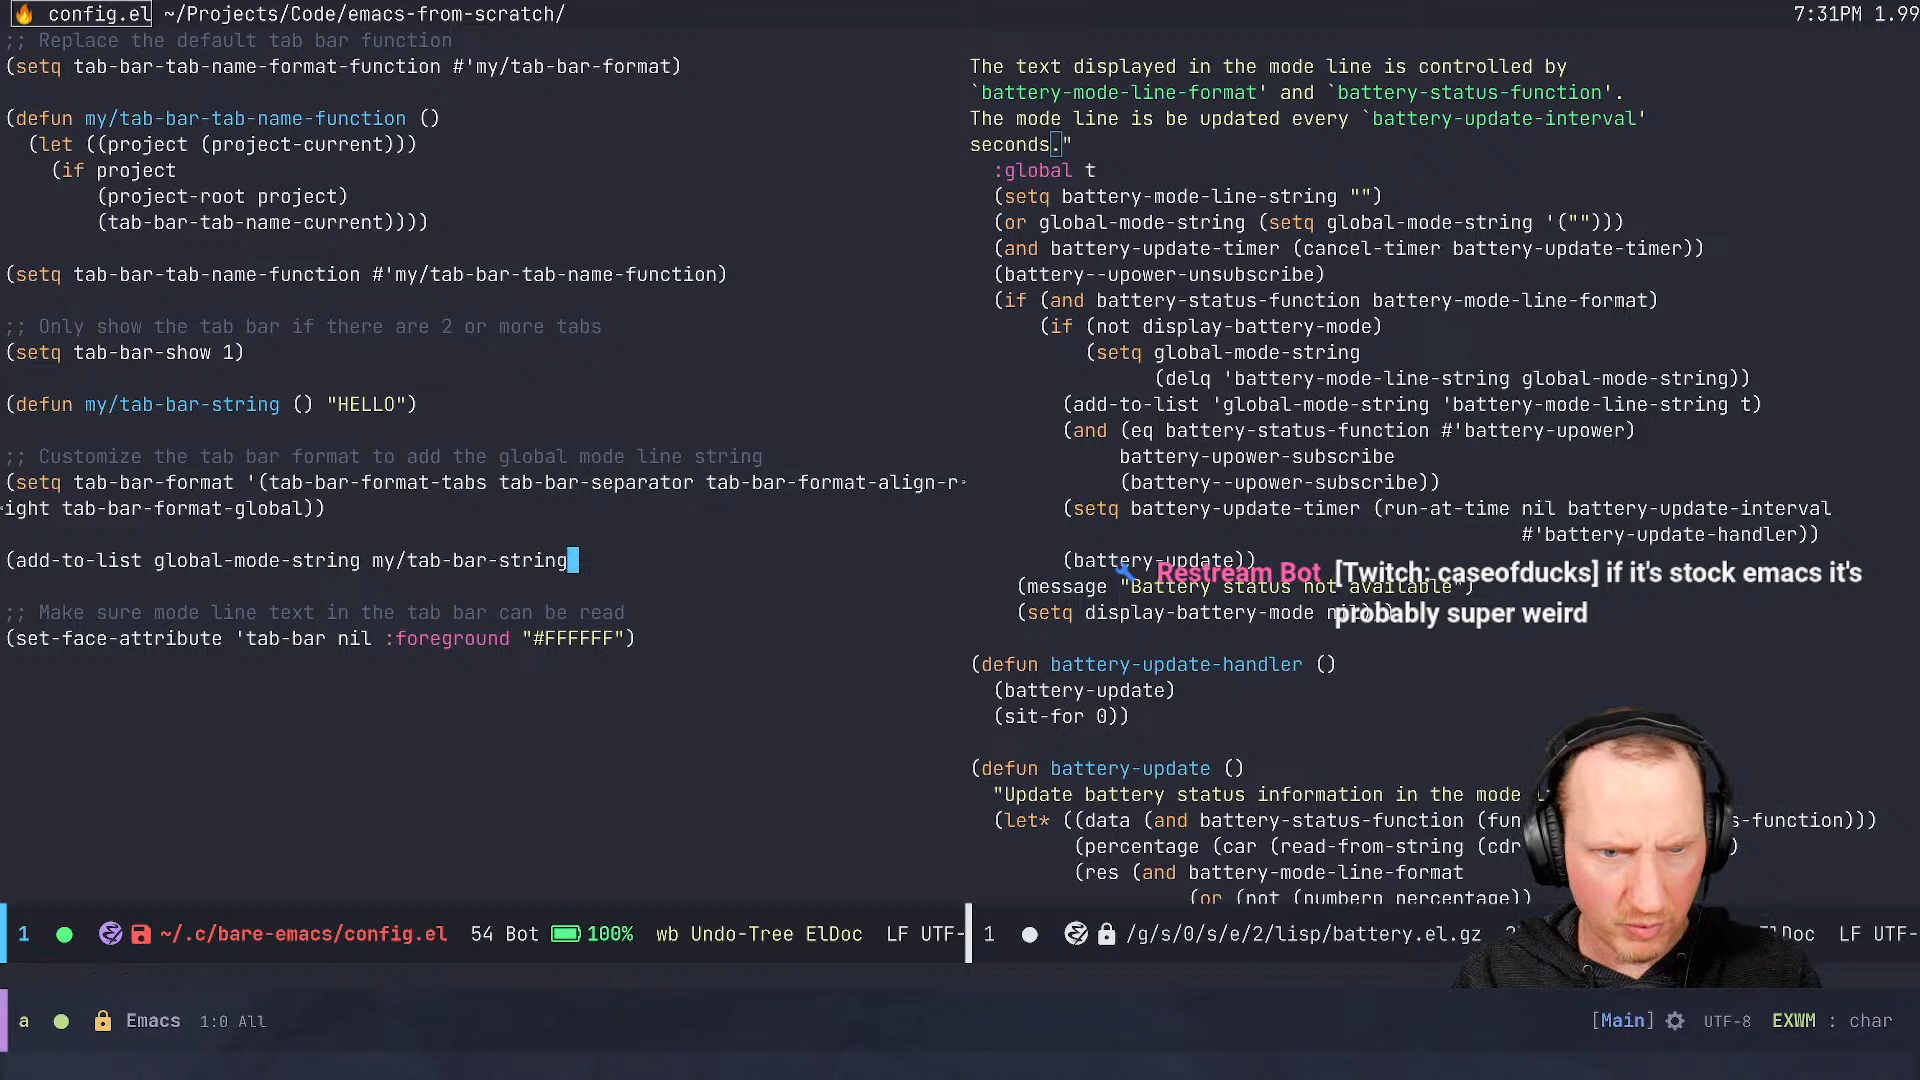 🔥 config.el ~/Projects/Code/emacs-from-scratch/
7:31PM 1.99
;; Replace the default tab bar function
(setq tab-bar-tab-name-format-function #'my/tab-bar-format)
(defun my/tab-bar-tab-name-function ()
(let ((project (project-current)))
(if project
(project-root project)
(tab-bar-tab-name-current))))
(setq tab-bar-tab-name-function #'my/tab-bar-tab-name-function)
;; Only show the tab bar if there are 2 or more tabs
(setq tab-bar-show 1)
(defun my/tab-bar-string () "HELLO")
;; Customize the tab bar format to add the global mode line string
(setq tab-bar-format '(tab-bar-format-tabs tab-bar-separator tab-bar-format-align-r
ight tab-bar-format-global))
(add-to-list global-mode-string my/tab-bar-string
;; Make sure mode line text in the tab bar can be read
(set-face-attribute 'tab-bar nil :foreground "#FFFFFF")
The text displayed in the mode line is controlled by
`battery-mode-line-format' and `battery-status-function'.
The mode line is be updated every `battery-update-interval'
seconds."
:global t
(setq battery-mode-line-string "")
(or global-mode-string (setq global-mode-string '("")))
(and battery-update-timer (cancel-timer battery-update-timer))
(battery--upower-unsubscribe)
(if (and battery-status-function battery-mode-line-format)
(if (not display-battery-mode)
(setq global-mode-string
(delq 'battery-mode-line-string global-mode-string))
(add-to-list 'global-mode-string 'battery-mode-line-string t)
(and (eq battery-status-function #'battery-upower)
battery-upower-subscribe
(battery--upower-subscribe))
(setq battery-update-timer (run-at-time nil battery-update-interval
#'battery-update-handler))
(battery-update))
(message "Battery status not available")
(setq display-battery-mode nil)
Restream Bot [Twitch: caseofducks] if it's stock emacs it's
probably super weird
(defun battery-update-handler ()
(battery-update)
(sit-for 0))
(defun battery-update ()
"Update battery status information in the mode
(let* ((data (and battery-status-function (fun s-function)))
(percentage (car (read-from-string (cdr )
(res (and battery-mode-line-format
(or (not (numberp percentage))
1 ~/.c/bare-emacs/config.el 54 Bot 100% wb Undo-Tree ElDoc LF UTF-
1 /g/s/0/s/e/2/lisp/battery.el.gz ElDoc LF UTF-
a Emacs 1:0 All
[Main] UTF-8 EXWM : char